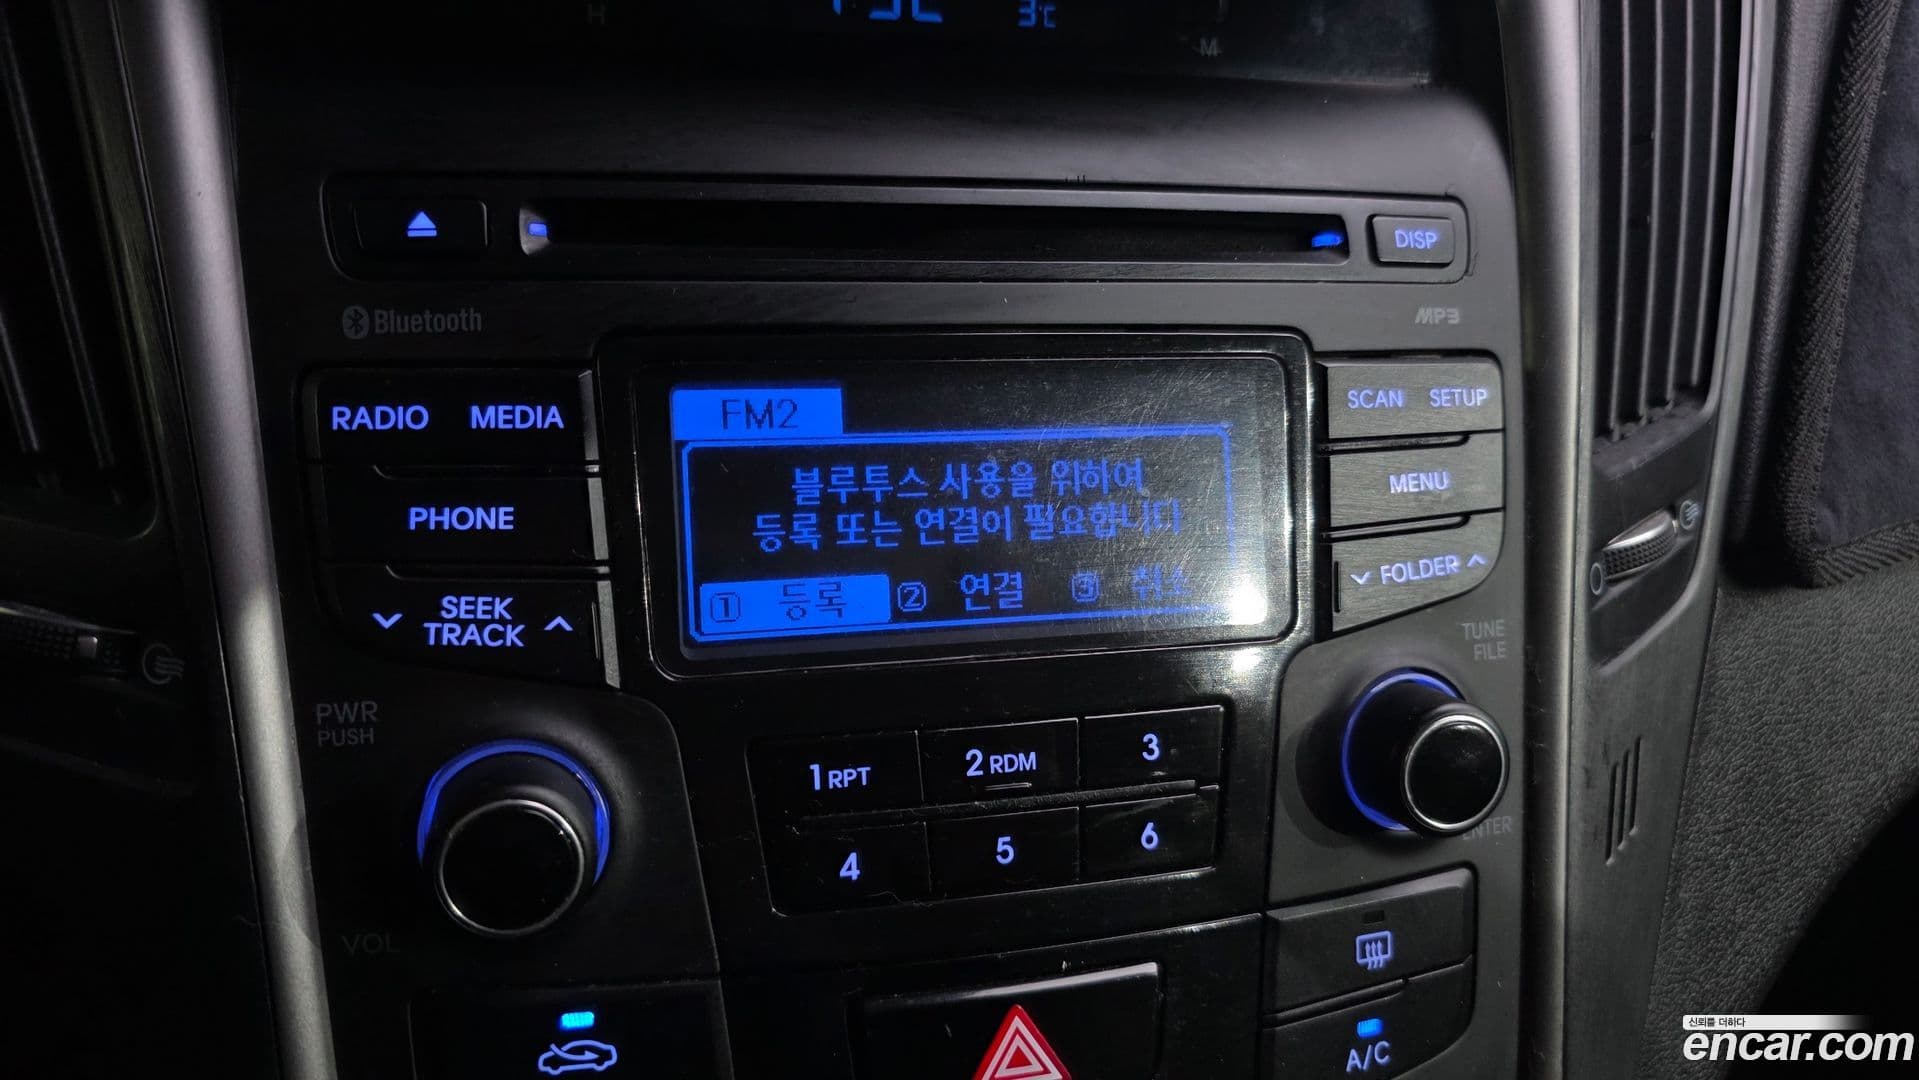 H
3℃
M
DISP
Bluetooth
MP3
RADIO MEDIA
FM2
SCAN SETUP
블루투스 사용을 위하여
MENU
PHONE
등록 또는 연결이 필요합니다
FOLDER
SEEK
TRACK
1 등록 2 연결 3 취소
TUNE
FILE
PWR
PUSH
1 RPT
2 RDM
3
4
5
6
ENTER
VOL
A/C
신뢰를 더하다
encar.com